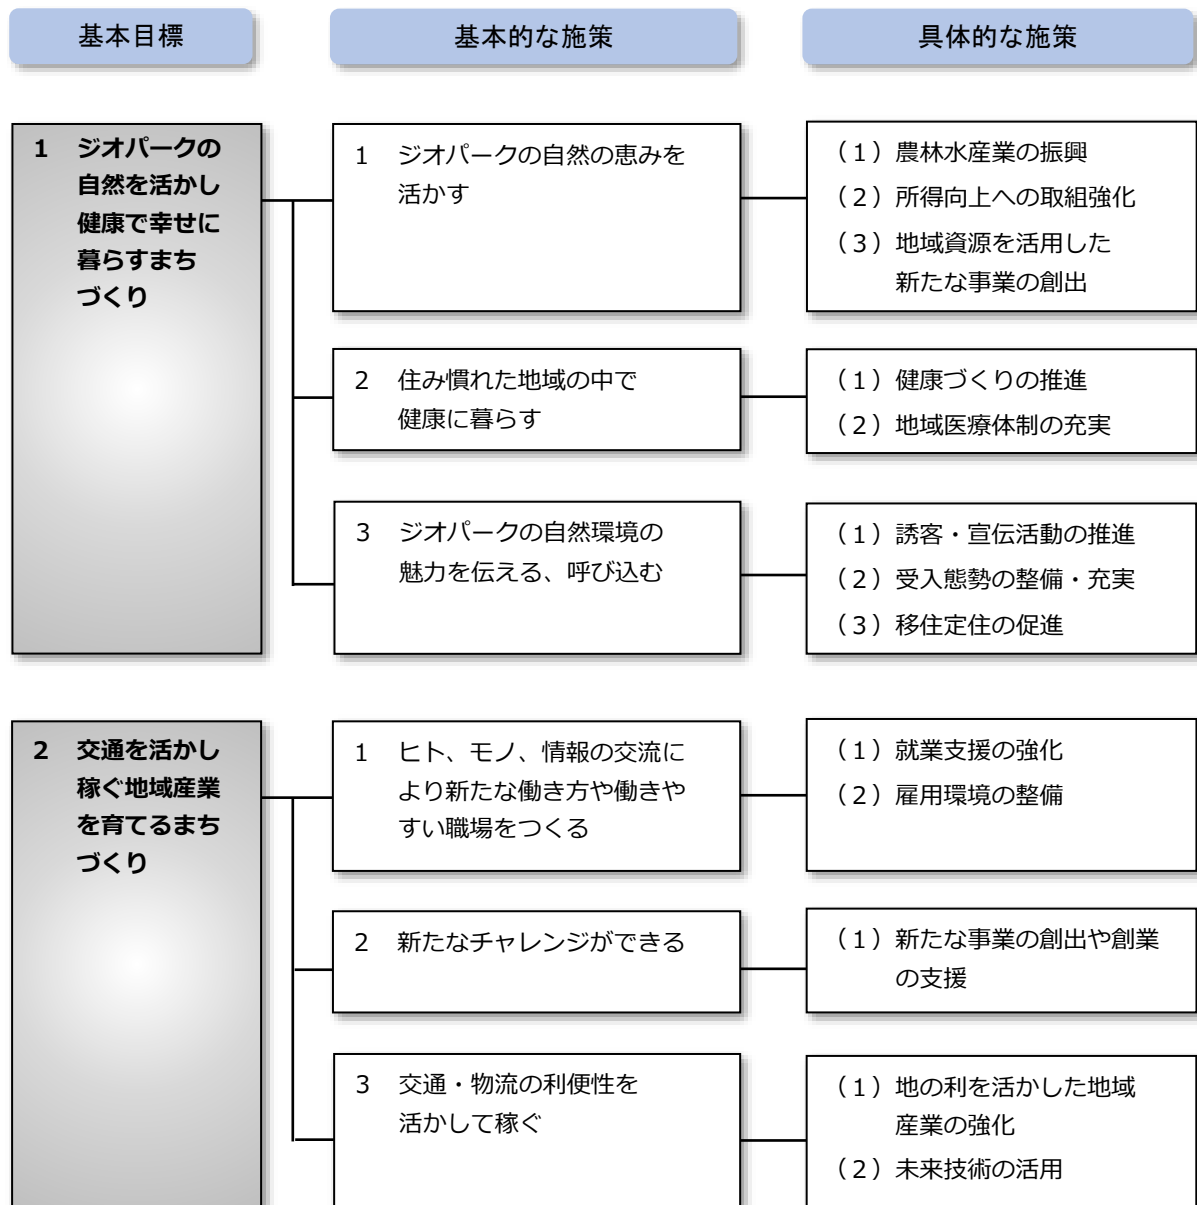 基本目標
基本的な施策
具体的な施策
1 ジオパークの
自然を活かし
健康で幸せに
暮らすまち
づくり
1 ジオパークの自然の恵みを
活かす
(1)農林水産業の振興
(2)所得向上への取組強化
(3)地域資源を活用した
新たな事業の創出
2 住み慣れた地域の中で
健康に暮らす
(1)健康づくりの推進
(2)地域医療体制の充実
3 ジオパークの自然環境の
魅力を伝える、呼び込む
(1)誘客・宣伝活動の推進
(2)受入態勢の整備・充実
(3)移住定住の促進
2 交通を活かし
稼ぐ地域産業
を育てるまち
づくり
1 ヒト、モノ、情報の交流に
より新たな働き方や働きや
すい職場をつくる
(1)就業支援の強化
(2)雇用環境の整備
2 新たなチャレンジができる
(1)新たな事業の創出や創業
の支援
3 交通・物流の利便性を
活かして稼ぐ
(1)地の利を活かした地域
産業の強化
(2)未来技術の活用